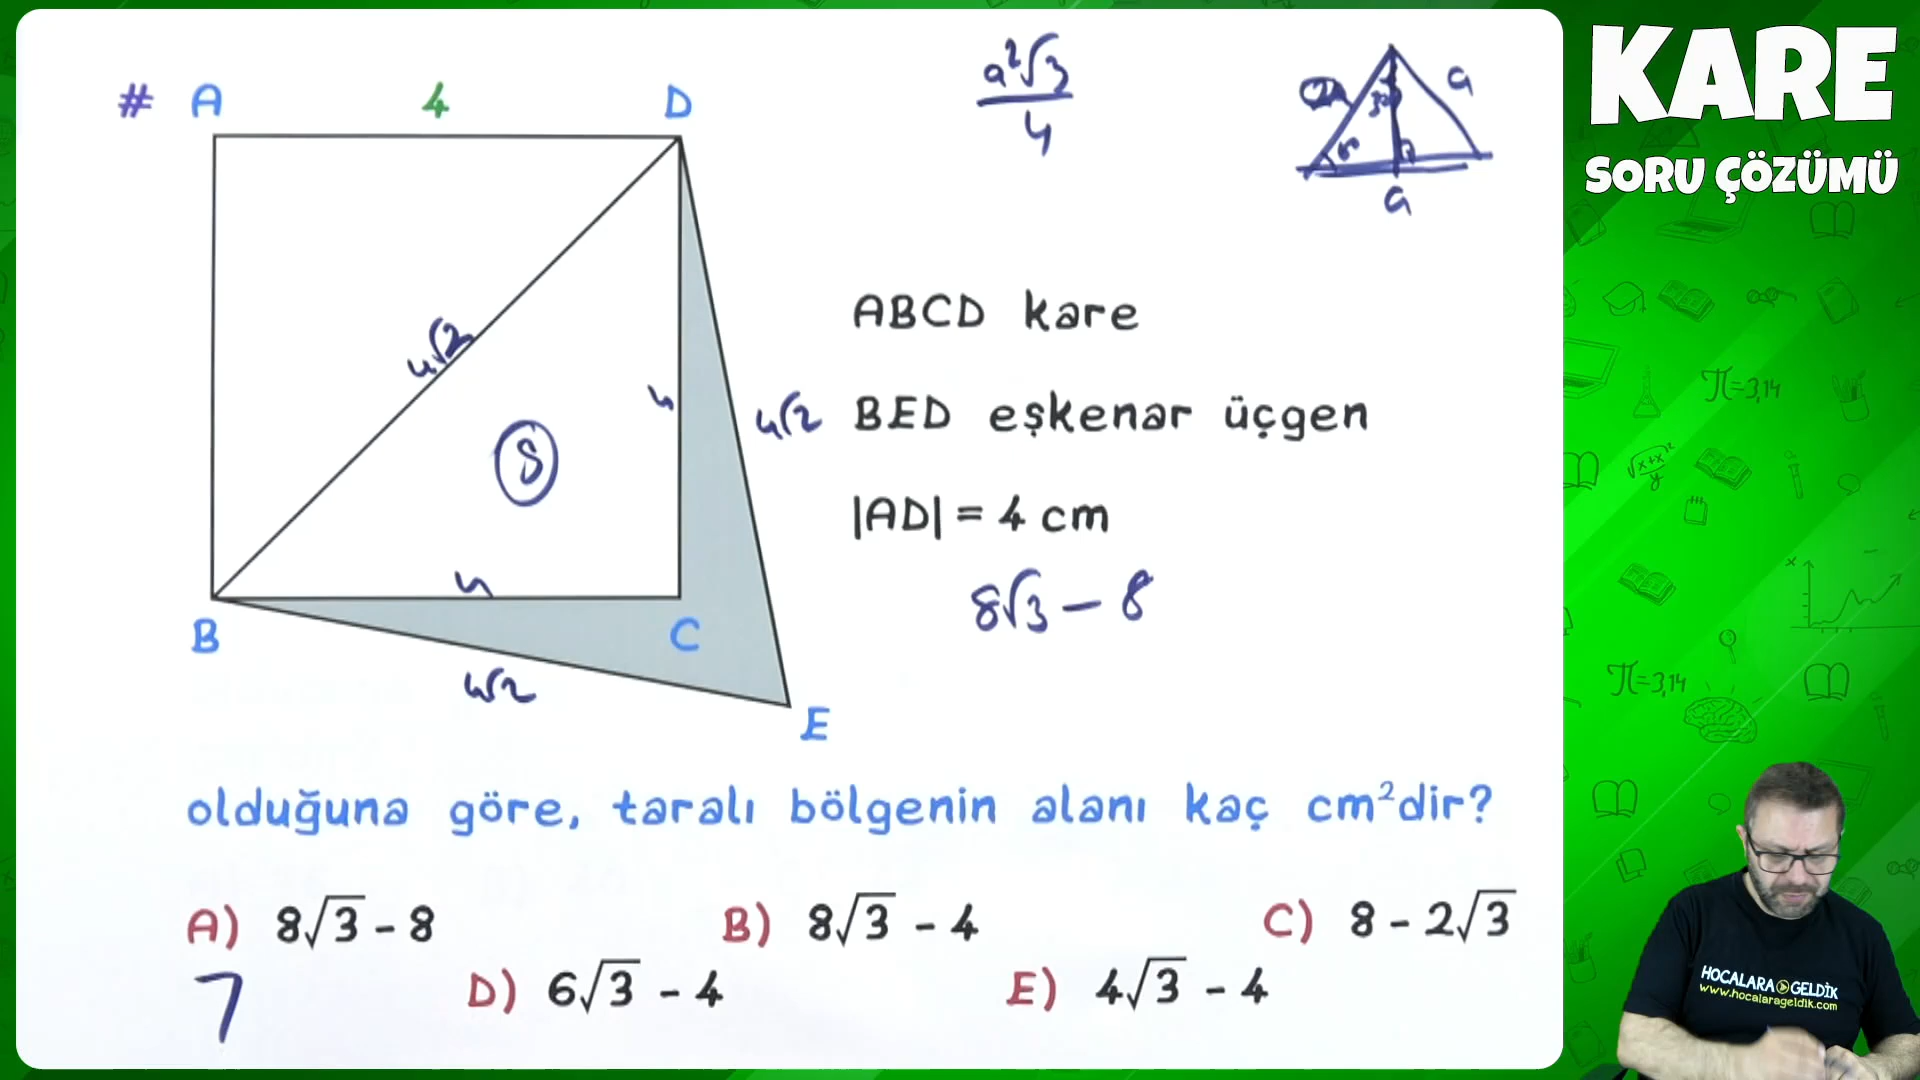 KARE
SORU ÇÖZÜMÜ
# A 4 D
a²√3
4
a
a
4√2
4
8
4√2
4
B C
4√2
E
ABCD kare
BED eşkenar üçgen
|AD| = 4 cm
8√3 - 8
olduğuna göre, taralı bölgenin alanı kaç cm² dir?
A) 8√3 - 8 B) 8√3 - 4 C) 8 - 2√3
7 D) 6√3 - 4 E) 4√3 - 4
π=3,14
π=3,14
HOCALARA GELDİK
www.hocalarageldik.com